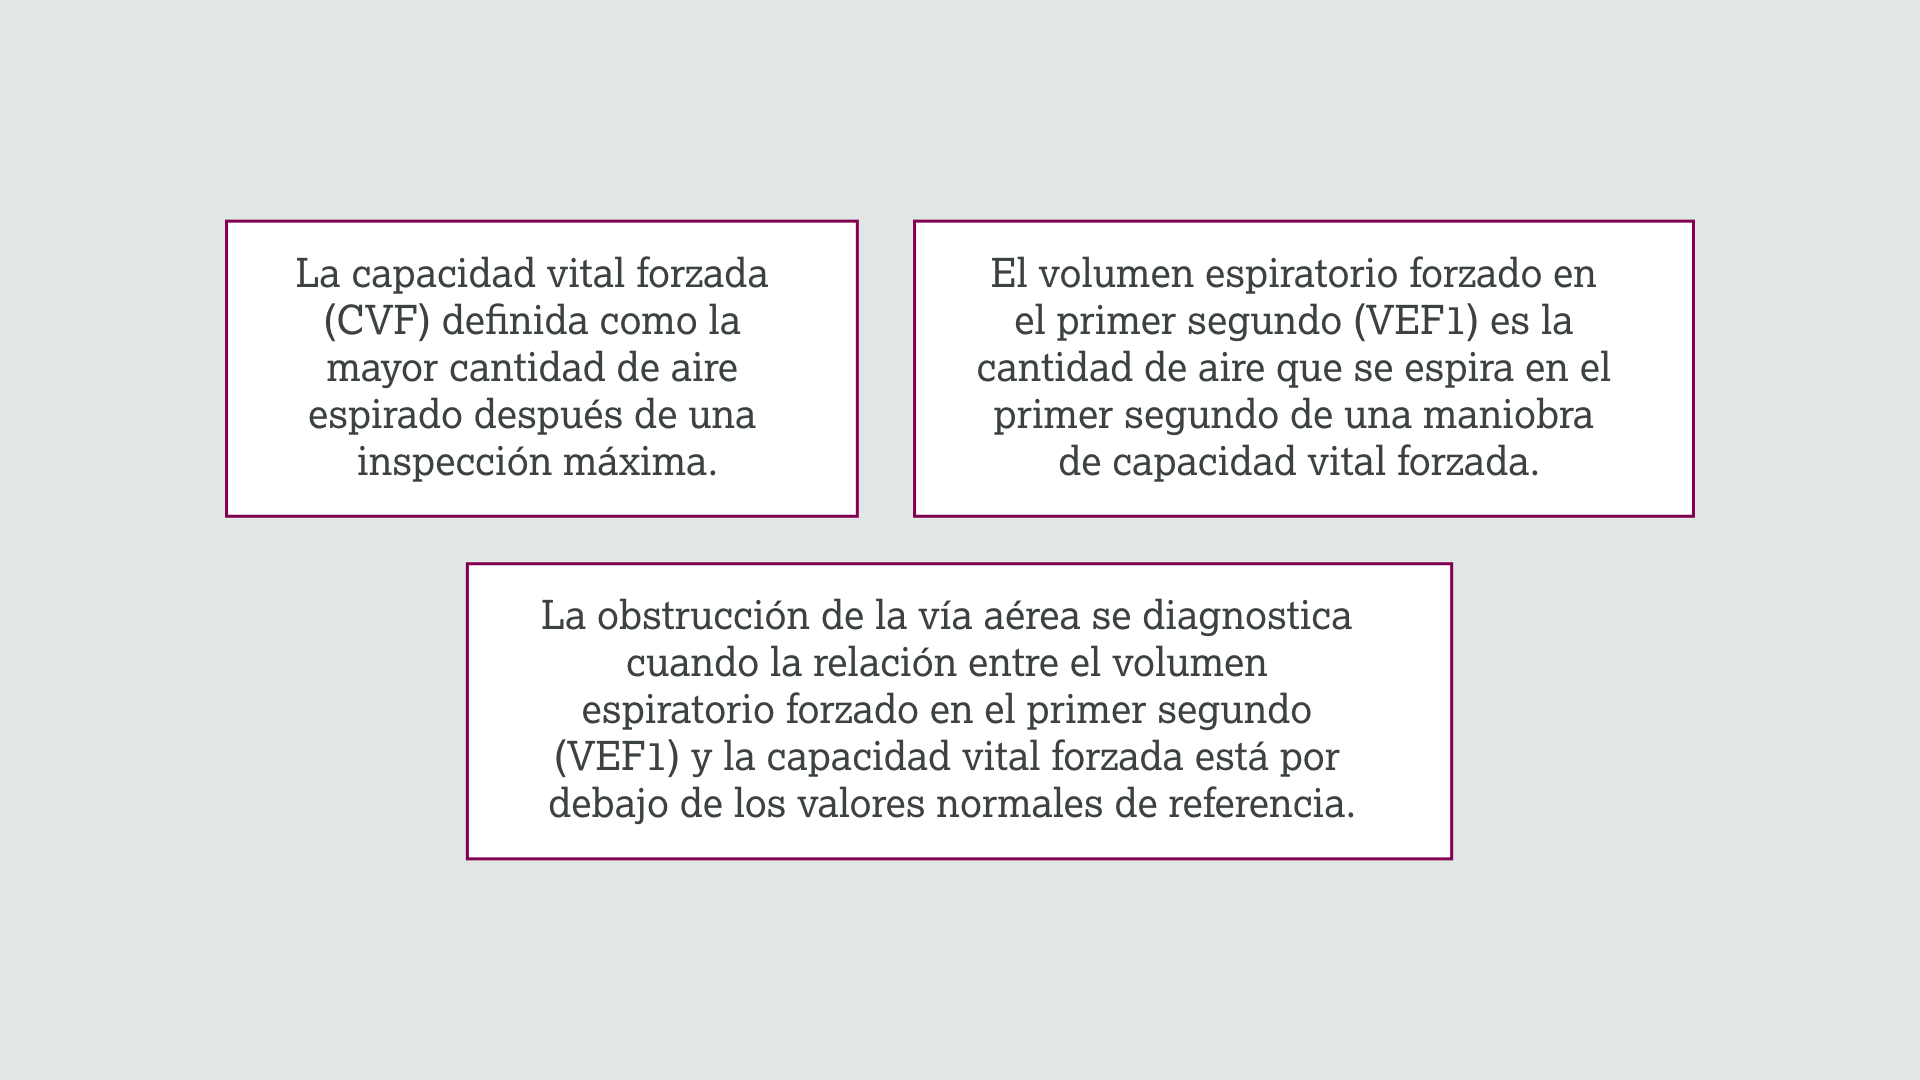 La capacidad vital forzada
(CVF) definida como la
mayor cantidad de aire
espirado después de una
inspección máxima.
El volumen espiratorio forzado en
el primer segundo (VEF1) es la
cantidad de aire que se espira en el
primer segundo de una maniobra
de capacidad vital forzada.
La obstrucción de la vía aérea se diagnostica
cuando la relación entre el volumen
espiratorio forzado en el primer segundo
(VEF1) y la capacidad vital forzada está por
debajo de los valores normales de referencia.